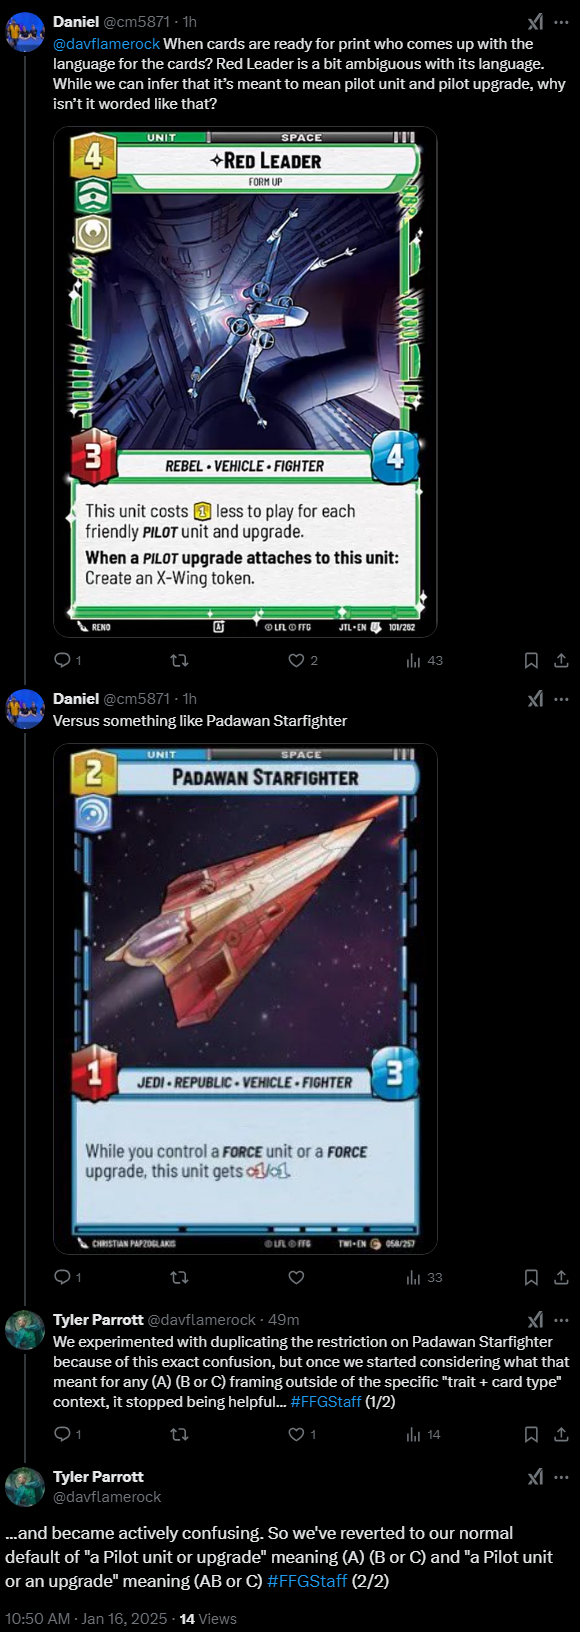 Daniel @cm5871 · 1h
@davflamerock When cards are ready for print who comes up with the
language for the cards? Red Leader is a bit ambiguous with its language.
While we can infer that it's meant to mean pilot unit and pilot upgrade, why
isn't it worded like that?
UNIT SPACE
4
RED LEADER
FORM UP
3
REBEL • VEHICLE • FIGHTER
4
This unit costs 1 less to play for each
friendly PILOT unit and upgrade.
When a PILOT upgrade attaches to this unit:
Create an X-Wing token.
RENO A © LFL © FFG JTL • EN 101/262
1 2 43
Daniel @cm5871 · 1h
Versus something like Padawan Starfighter
UNIT SPACE
2
PADAWAN STARFIGHTER
1
JEDI • REPUBLIC • VEHICLE • FIGHTER
3
While you control a FORCE unit or a FORCE
upgrade, this unit gets +1/+1.
CHRISTIAN PAPZOGLAKIS © LFL © FFG TWI • EN C 058/257
1 33
Tyler Parrott @davflamerock · 49m
We experimented with duplicating the restriction on Padawan Starfighter
because of this exact confusion, but once we started considering what that
meant for any (A) (B or C) framing outside of the specific "trait + card type"
context, it stopped being helpful... #FFGStaff (1/2)
1 1 14
Tyler Parrott
@davflamerock
...and became actively confusing. So we've reverted to our normal
default of "a Pilot unit or upgrade" meaning (A) (B or C) and "a Pilot unit
or an upgrade" meaning (AB or C) #FFGStaff (2/2)
10:50 AM · Jan 16, 2025 · 14 Views